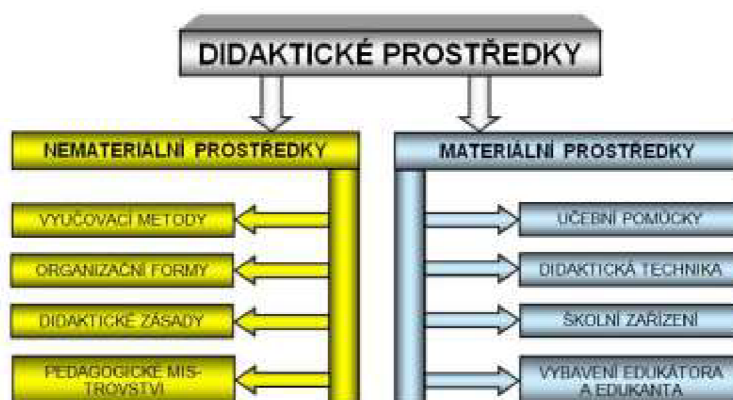 DIDAKTICKÉ PROSTŘEDKY
NEMATERIÁLNÍ PROSTŘEDKY
VYUČOVACÍ METODY
ORGANIZAČNÍ FORMY
DIDAKTICKÉ ZÁSADY
PEDAGOGICKÉ MIS-
TROVSTVÍ
MATERIÁLNÍ PROSTŘEDKY
UČEBNÍ POMŮCKY
DIDAKTICKÁ TECHNIKA
ŠKOLNÍ ZAŘÍZENÍ
VYBAVENÍ EDUKÁTORA
A EDUKANTA